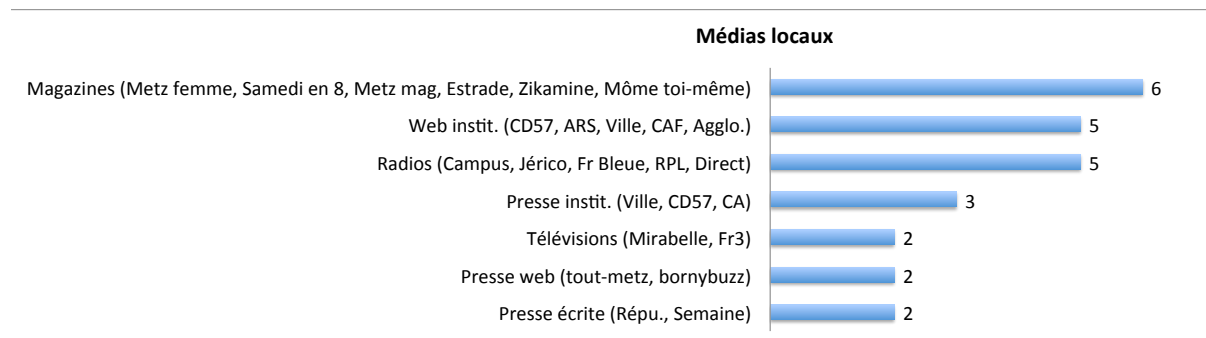 Médias locaux
Magazines (Metz femme, Samedi en 8, Metz mag, Estrade, Zikamine, Môme toi-même) 6
Web instit. (CD57, ARS, Ville, CAF, Agglo.) 5
Radios (Campus, Jérico, Fr Bleue, RPL, Direct) 5
Presse instit. (Ville, CD57, CA) 3
Télévisions (Mirabelle, Fr3) 2
Presse web (tout-metz, bornybuzz) 2
Presse écrite (Répu., Semaine) 2